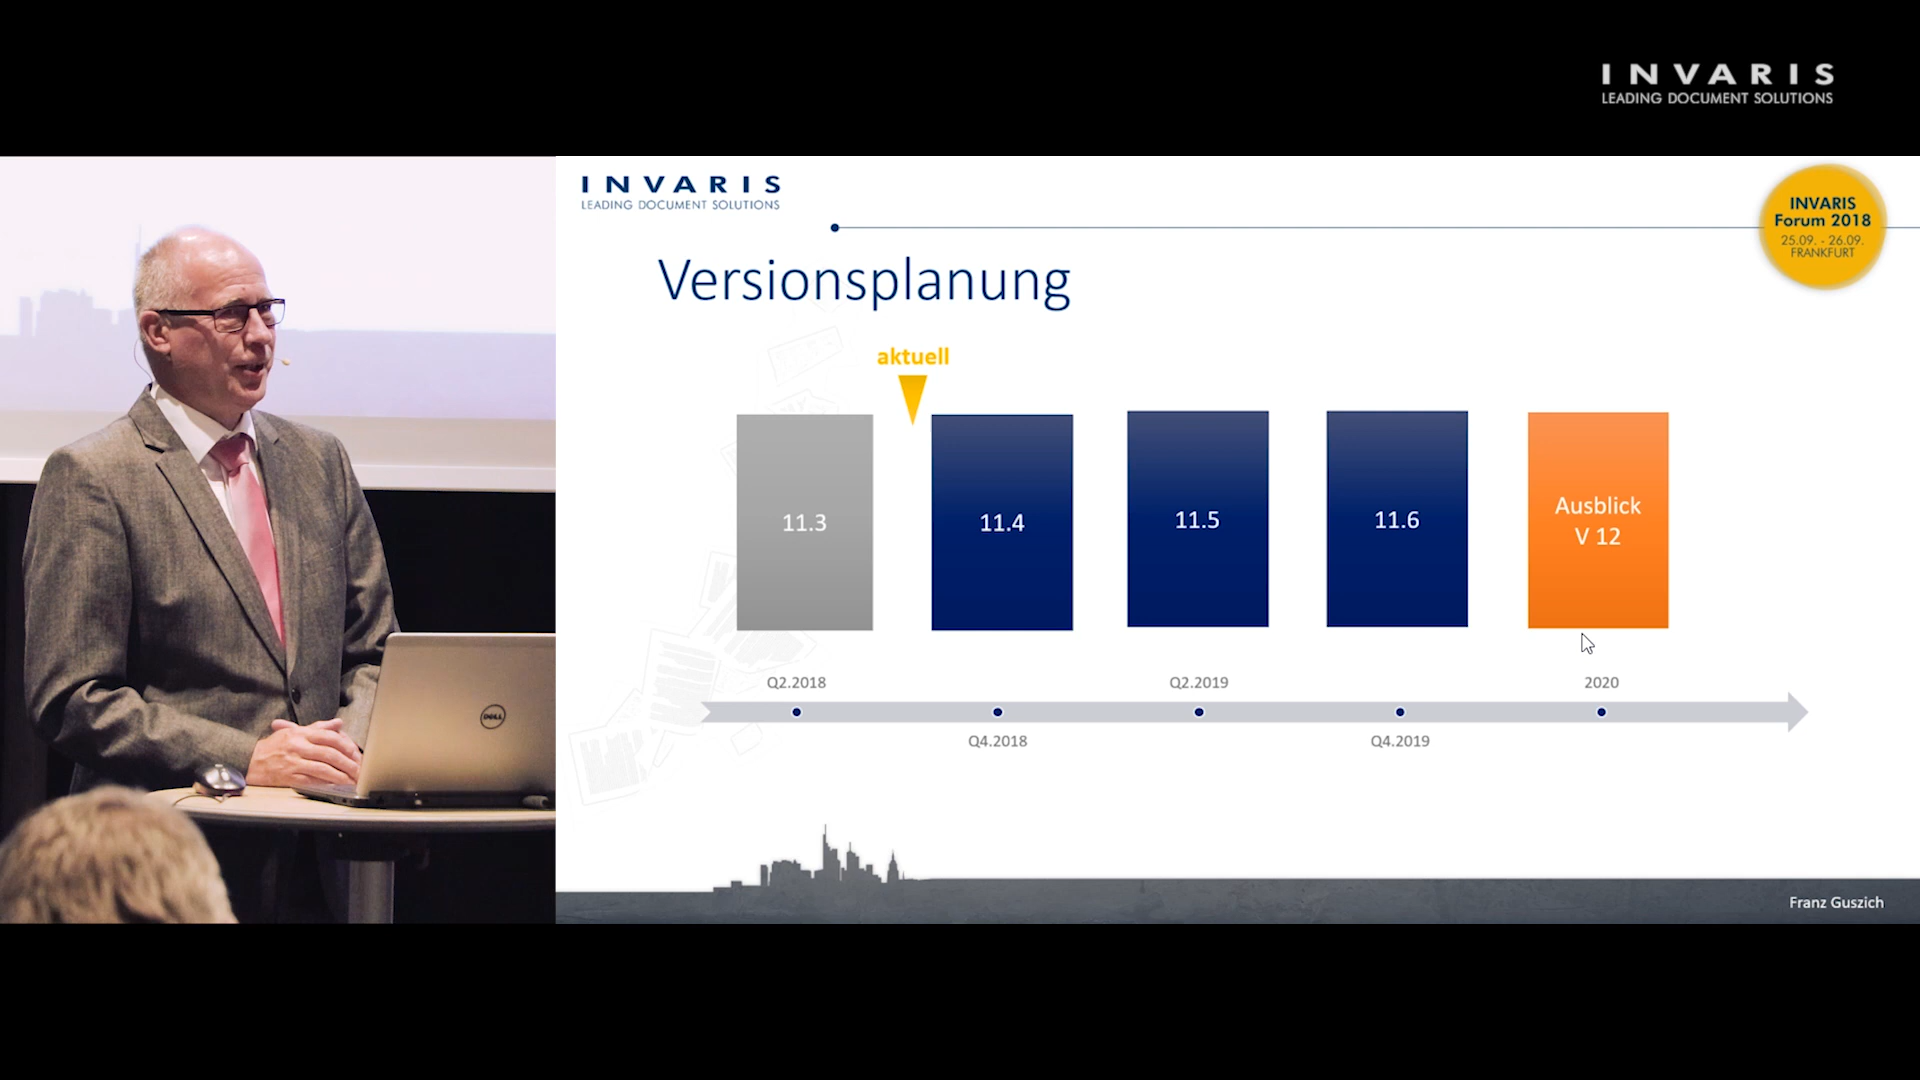 INVARIS
LEADING DOCUMENT SOLUTIONS
INVARIS
LEADING DOCUMENT SOLUTIONS
INVARIS
Forum 2018
25.09. - 26.09.
FRANKFURT
Versionsplanung
aktuell
11.3
11.4
11.5
11.6
Ausblick
V 12
Q2.2018
Q2.2019
2020
Q4.2018
Q4.2019
DELL
Franz Guszich